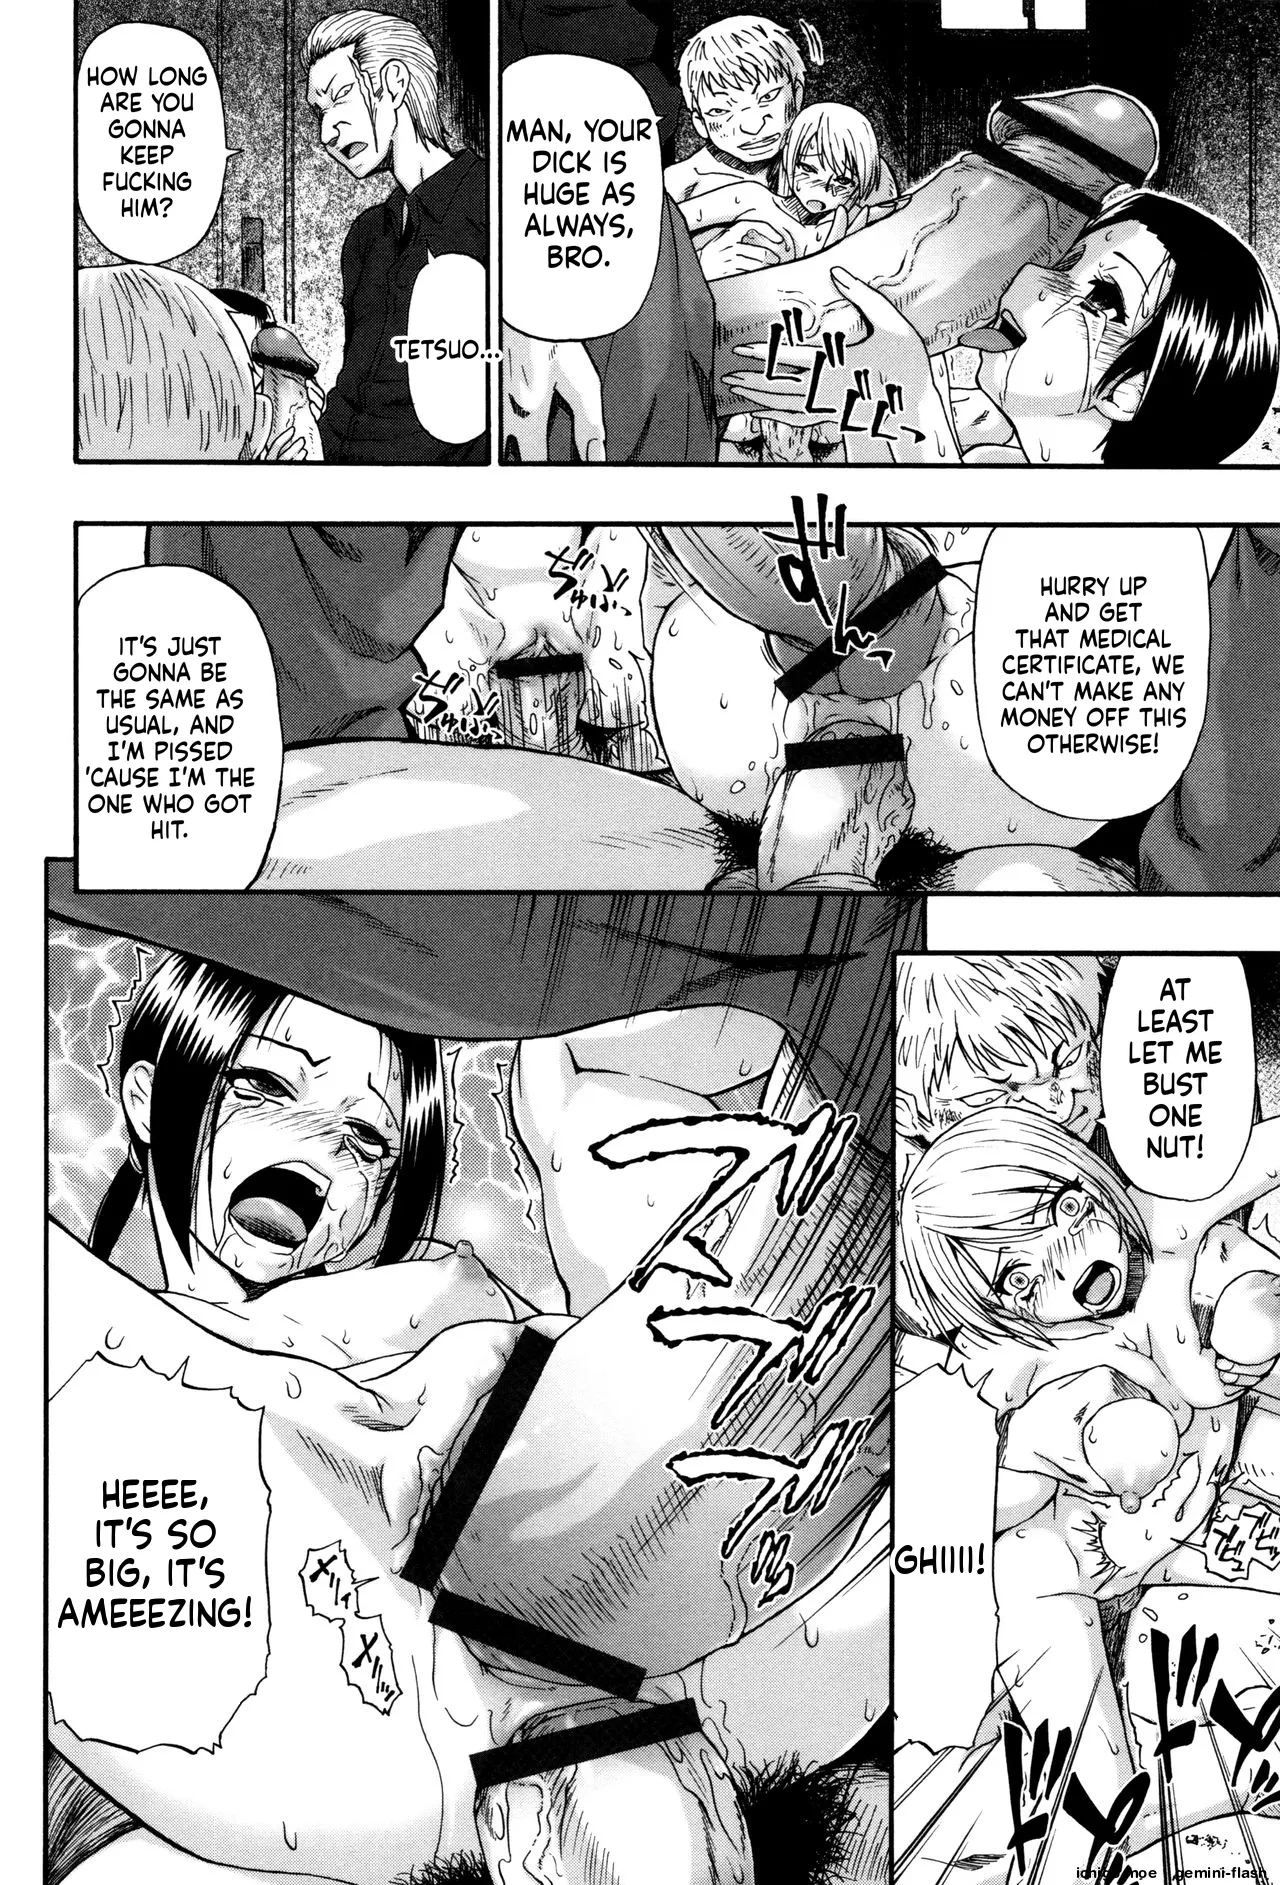 MAN, YOUR
DICK IS
HUGE AS
ALWAYS,
BRO.
HOW LONG
ARE YOU
GONNA
KEEP
FUCKING
HIM?
TETSUO...
HURRY UP
AND GET
THAT MEDICAL
CERTIFICATE, WE
CAN'T MAKE ANY
MONEY OFF THIS
OTHERWISE!
IT'S JUST
GONNA BE
THE SAME AS
USUAL, AND
I'M PISSED
'CAUSE I'M THE
ONE WHO GOT
HIT.
AT
LEAST
LET ME
BUST
ONE
NUT!
GHIIII!
HEEEE,
IT'S SO
BIG, IT'S
AMEEEZING!
gemini-flash